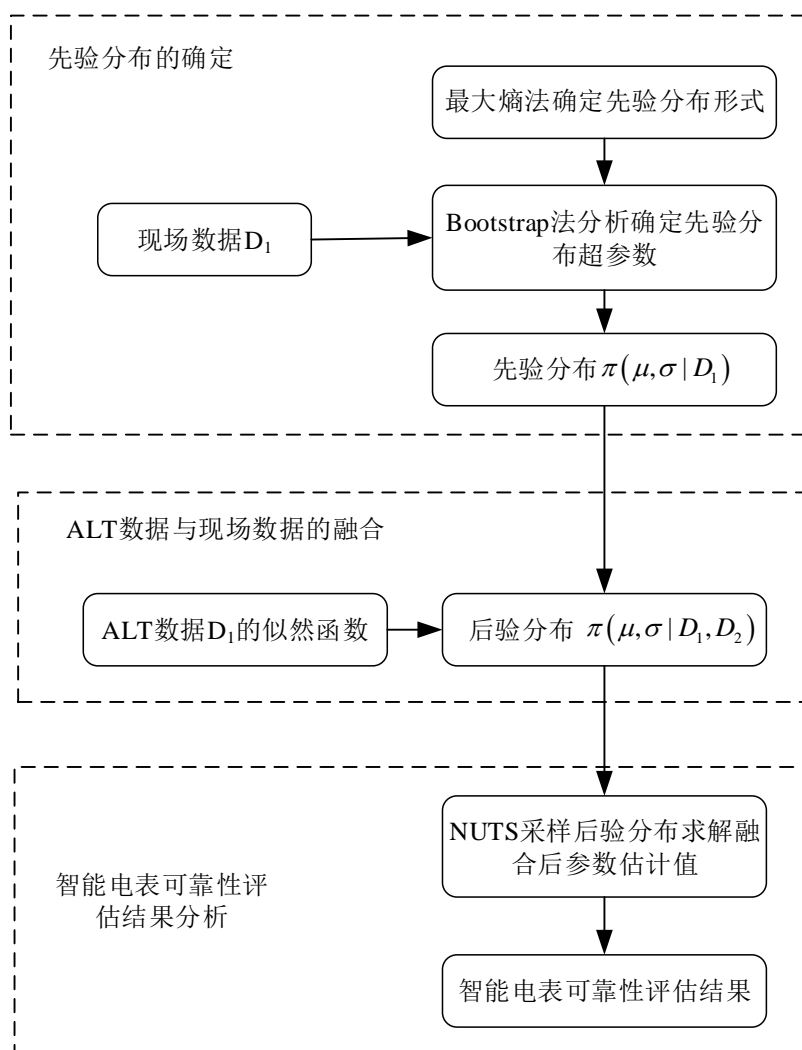 先验分布的确定
最大熵法确定先验分布形式
现场数据D₁
Bootstrap法分析确定先验分
布超参数
先验分布π(μ,σ|D₁)
ALT数据与现场数据的融合
ALT数据D₁的似然函数
后验分布 π(μ,σ|D₁,D₂)
NUTS采样后验分布求解融
合后参数估计值
智能电表可靠性评
估结果分析
智能电表可靠性评估结果